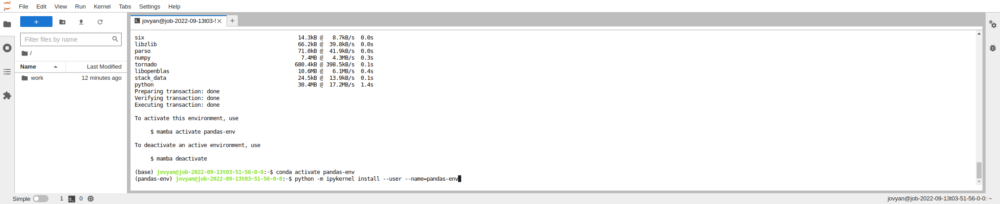 File Edit View Run Kernel Tabs Settings Help
jovyan@job-2022-09-13t03-5
Filter files by name
/
Name Last Modified
work 12 minutes ago
six 14.3kB @ 8.7kB/s 0.0s
libzlib 66.2kB @ 39.8kB/s 0.0s
parso 71.0kB @ 41.9kB/s 0.0s
numpy 7.4MB @ 4.3MB/s 0.3s
tornado 680.4kB @ 398.5kB/s 0.1s
libopenblas 10.6MB @ 6.1MB/s 0.4s
stack_data 24.5kB @ 13.9kB/s 0.1s
python 30.4MB @ 17.2MB/s 1.4s
Preparing transaction: done
Verifying transaction: done
Executing transaction: done
To activate this environment, use
$ mamba activate pandas-env
To deactivate an active environment, use
$ mamba deactivate
(base) jovyan@job-2022-09-13t03-51-56-0-0:~$ conda activate pandas-env
(pandas-env) jovyan@job-2022-09-13t03-51-56-0-0:~$ python -m ipykernel install --user --name=pandas-env
Simple 1 $_ 0 jovyan@job-2022-09-13t03-51-56-0-0: ~